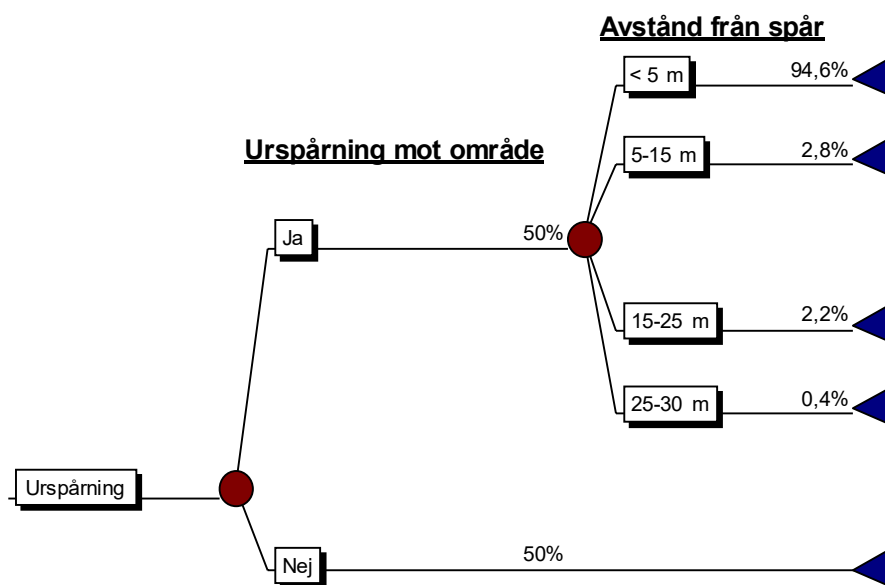 Avstånd från spår
< 5 m 94,6%
Urspårning mot område
5-15 m 2,8%
Ja 50%
15-25 m 2,2%
25-30 m 0,4%
Urspårning
Nej 50%